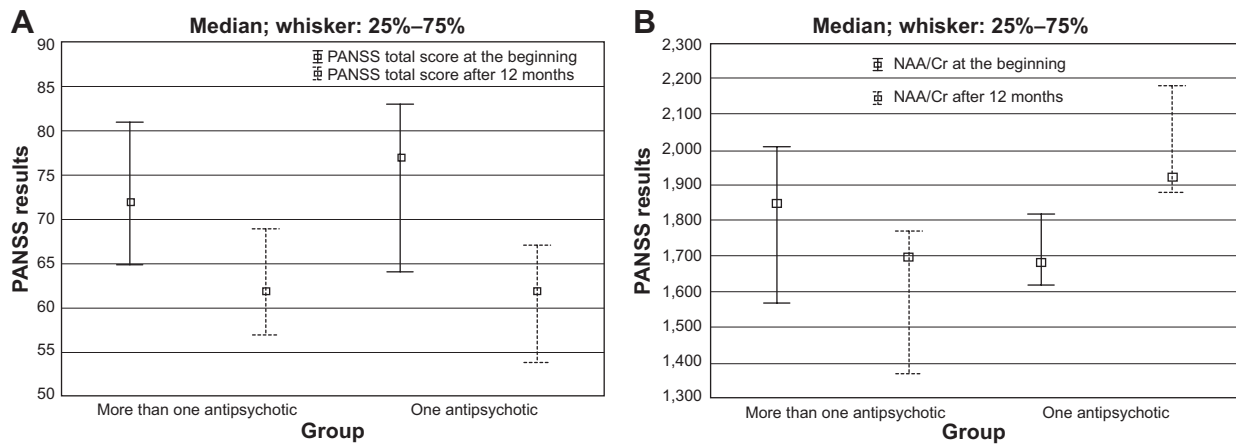 A
Median; whisker: 25%–75%
PANSS total score at the beginning
PANSS total score after 12 months
90
85
80
75
70
65
60
55
50
PANSS results
More than one antipsychotic
One antipsychotic
Group
B
Median; whisker: 25%–75%
NAA/Cr at the beginning
NAA/Cr after 12 months
2,300
2,200
2,100
2,000
1,900
1,800
1,700
1,600
1,500
1,400
1,300
PANSS results
More than one antipsychotic
One antipsychotic
Group